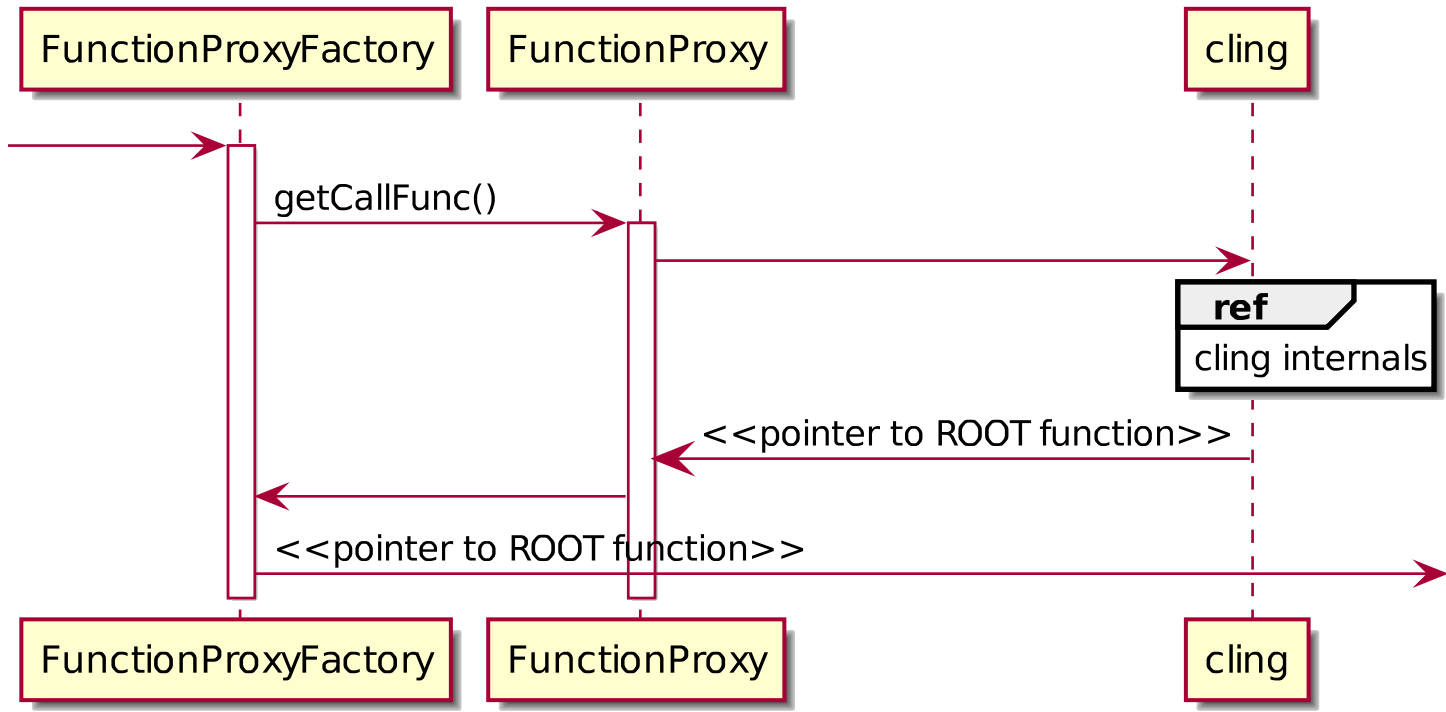 FunctionProxyFactory
FunctionProxy
cling
getCallFunc()
ref
cling internals
<<pointer to ROOT function>>
<<pointer to ROOT function>>
FunctionProxyFactory
FunctionProxy
cling